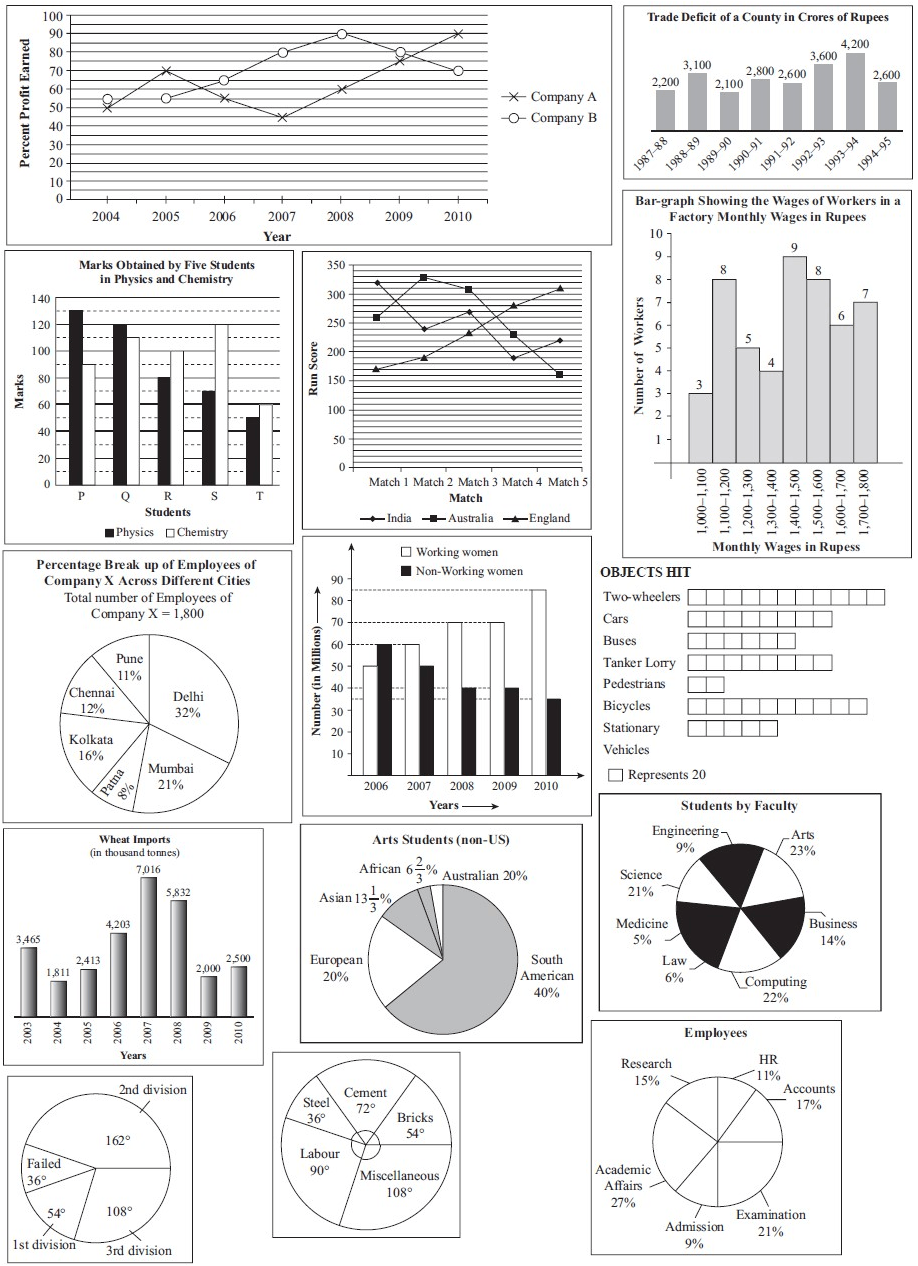 100
90
80
70
60
50
40
30
20
10
0
Percent Profit Earned
2004 2005 2006 2007 2008 2009 2010
Year
Company A
Company B
Trade Deficit of a County in Crores of Rupees
2,200 3,100 2,100 2,800 2,600 3,600 4,200 2,600
1987–88 1988–89 1989–90 1990–91 1991–92 1992–93 1993–94 1994–95
Bar-graph Showing the Wages of Workers in a
Factory Monthly Wages in Rupees
10
9
8
7
6
5
4
3
2
1
Number of Workers
3 8 5 4 9 8 6 7
1,000–1,100 1,100–1,200 1,200–1,300 1,300–1,400 1,400–1,500 1,500–1,600 1,600–1,700 1,700–1,800
Monthly Wages in Rupess
Marks Obtained by Five Students
in Physics and Chemistry
140
120
100
80
60
40
20
0
Marks
P Q R S T
Students
Physics Chemistry
350
300
250
200
150
100
50
0
Run Score
Match 1 Match 2 Match 3 Match 4 Match 5
Match
India Australia England
Percentage Break up of Employees of
Company X Across Different Cities
Total number of Employees of
Company X = 1,800
Pune
11%
Delhi
32%
Chennai
12%
Kolkata
16%
Patna
8%
Mumbai
21%
Working women
Non-Working women
90
80
70
60
50
40
30
20
10
Number (in Millions)
2006 2007 2008 2009 2010
Years
OBJECTS HIT
Two-wheelers
Cars
Buses
Tanker Lorry
Pedestrians
Bicycles
Stationary
Vehicles
Represents 20
Wheat Imports
(in thousand tonnes)
3,465 1,811 2,413 4,203 7,016 5,832 2,000 2,500
2003 2004 2005 2006 2007 2008 2009 2010
Years
Arts Students (non-US)
African 6 2/3 %
Australian 20%
Asian 13 1/3 %
European
20%
South
American
40%
Students by Faculty
Engineering
9%
Arts
23%
Science
21%
Medicine
5%
Business
14%
Law
6%
Computing
22%
2nd division
162°
Failed
36°
54°
108°
1st division
3rd division
Cement
72°
Steel
36°
Bricks
54°
Labour
90°
Miscellaneous
108°
Employees
Research
15%
HR
11%
Accounts
17%
Academic
Affairs
27%
Admission
9%
Examination
21%